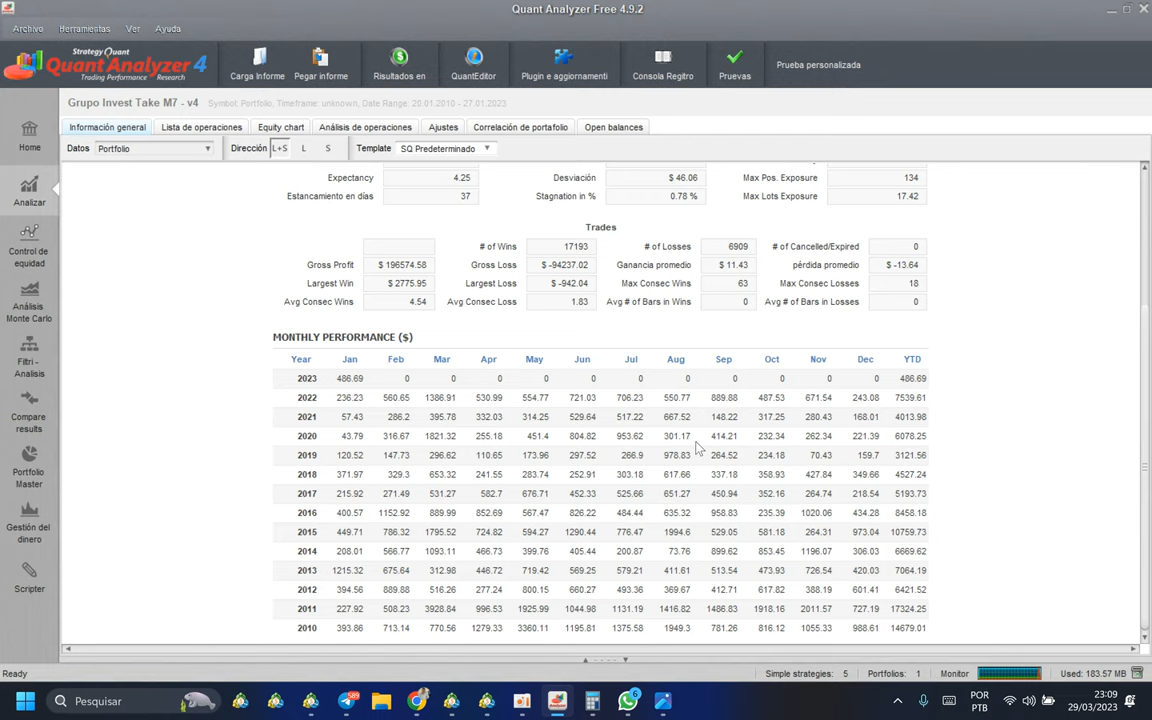 Quant Analyzer Free 4.9.2
Archivo Herramientas Ver Ayuda
Strategy Quant
QuantAnalyzer 4
Trading Performance Research
Carga Informe Pegar informe Risultados en QuantEditor Plugin e aggiornamenti Consola Regitro Pruevas Prueba personalizada
Grupo Invest Take M7 - v4 Symbol: Portfolio, Timeframe: unknown, Date Range: 20.01.2010 - 27.01.2023
Información general Lista de operaciones Equity chart Análisis de operaciones Ajustes Correlación de portafolio Open balances
Datos Portfolio Dirección L+S L S Template SQ Predeterminado
Home
Analizar
Control de equidad
Análisis Monte Carlo
Filtri - Analisis
Compare results
Portfolio Master
Gestión del dinero
Scripter
Expectancy 4.25 Desviación $ 46.06 Max Pos. Exposure 134
Estancamiento en días 37 Stagnation in % 0.78 % Max Lots Exposure 17.42
Trades
# of Wins 17193 # of Losses 6909 # of Cancelled/Expired 0
Gross Profit $ 196574.58 Gross Loss $ -94237.02 Ganancia promedio $ 11.43 pérdida promedio $ -13.64
Largest Win $ 2775.95 Largest Loss $ -942.04 Max Consec Wins 63 Max Consec Losses 18
Avg Consec Wins 4.54 Avg Consec Loss 1.83 Avg # of Bars in Wins 0 Avg # of Bars in Losses 0
MONTHLY PERFORMANCE ($)
Year Jan Feb Mar Apr May Jun Jul Aug Sep Oct Nov Dec YTD
2023 486.69 0 0 0 0 0 0 0 0 0 0 0 486.69
2022 236.23 560.65 1386.91 530.99 554.77 721.03 706.23 550.77 889.88 487.53 671.54 243.08 7539.61
2021 57.43 286.2 395.78 332.03 314.25 529.64 517.22 667.52 148.22 317.25 280.43 168.01 4013.98
2020 43.79 316.67 1821.32 255.18 451.4 804.82 953.62 301.17 414.21 232.34 262.34 221.39 6078.25
2019 120.52 147.73 296.62 110.65 173.96 297.52 266.9 978.83 264.52 234.18 70.43 159.7 3121.56
2018 371.97 329.3 653.32 241.55 283.74 252.91 303.18 617.66 337.18 358.93 427.84 349.66 4527.24
2017 215.92 271.49 531.27 582.7 676.71 452.33 525.66 651.27 450.94 352.16 264.74 218.54 5193.73
2016 400.57 1152.92 889.99 852.69 567.47 826.22 484.44 635.32 958.83 235.39 1020.06 434.28 8458.18
2015 449.71 786.32 1795.52 724.82 594.27 1290.44 776.47 1994.6 529.05 581.18 264.31 973.04 10759.73
2014 208.01 566.77 1093.11 466.73 399.76 405.44 200.87 73.76 899.62 853.45 1196.07 306.03 6669.62
2013 1215.32 675.64 312.98 446.72 719.42 569.25 579.21 411.61 513.54 473.93 726.54 420.03 7064.19
2012 394.56 889.88 516.26 277.24 800.15 660.27 493.36 369.67 412.71 617.82 388.19 601.41 6421.52
2011 227.92 508.23 3928.84 996.53 1925.99 1044.98 1131.19 1416.82 1486.83 1918.16 2011.57 727.19 17324.25
2010 393.86 713.14 770.56 1279.33 3360.11 1195.81 1375.58 1949.3 781.26 816.12 1055.33 988.61 14679.01
Ready Simple strategies: 5 Portfolios: 1 Monitor Used: 183.57 MB
Pesquisar 589 6 POR PTB 23:09 29/03/2023